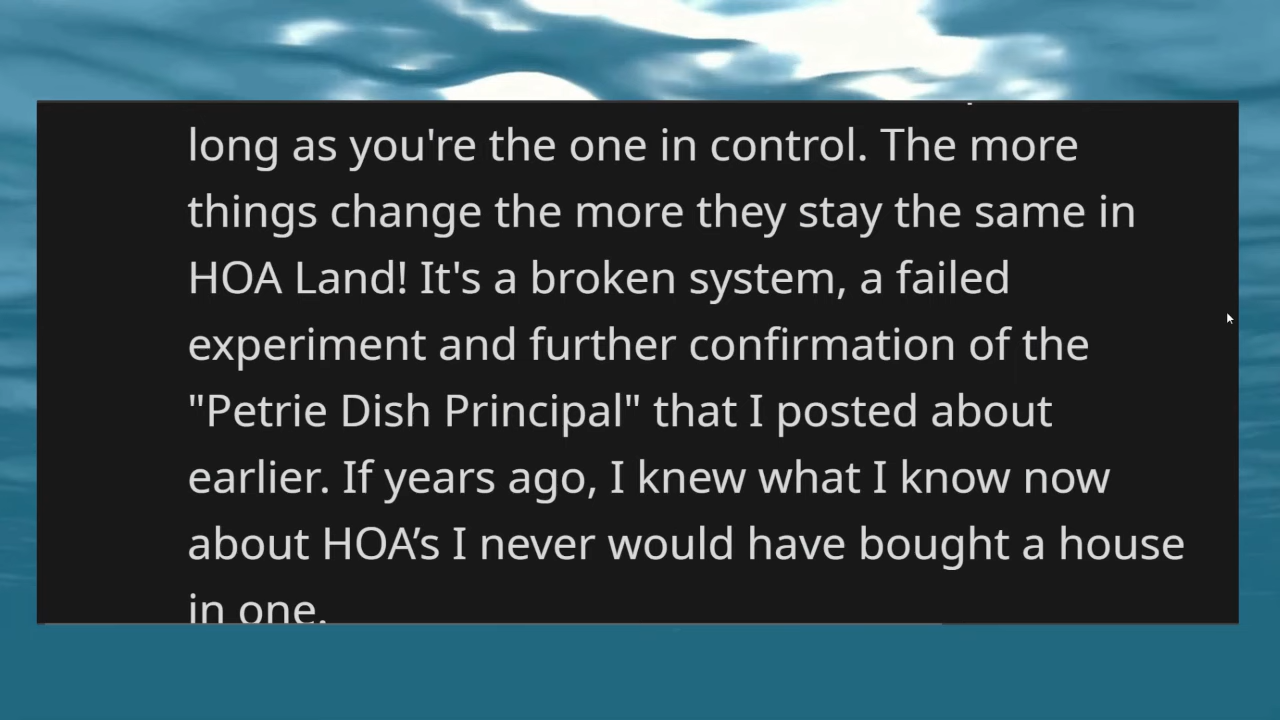 long as you're the one in control. The more
things change the more they stay the same in
HOA Land! It's a broken system, a failed
experiment and further confirmation of the
"Petrie Dish Principal" that I posted about
earlier. If years ago, I knew what I know now
about HOA’s I never would have bought a house
in one.